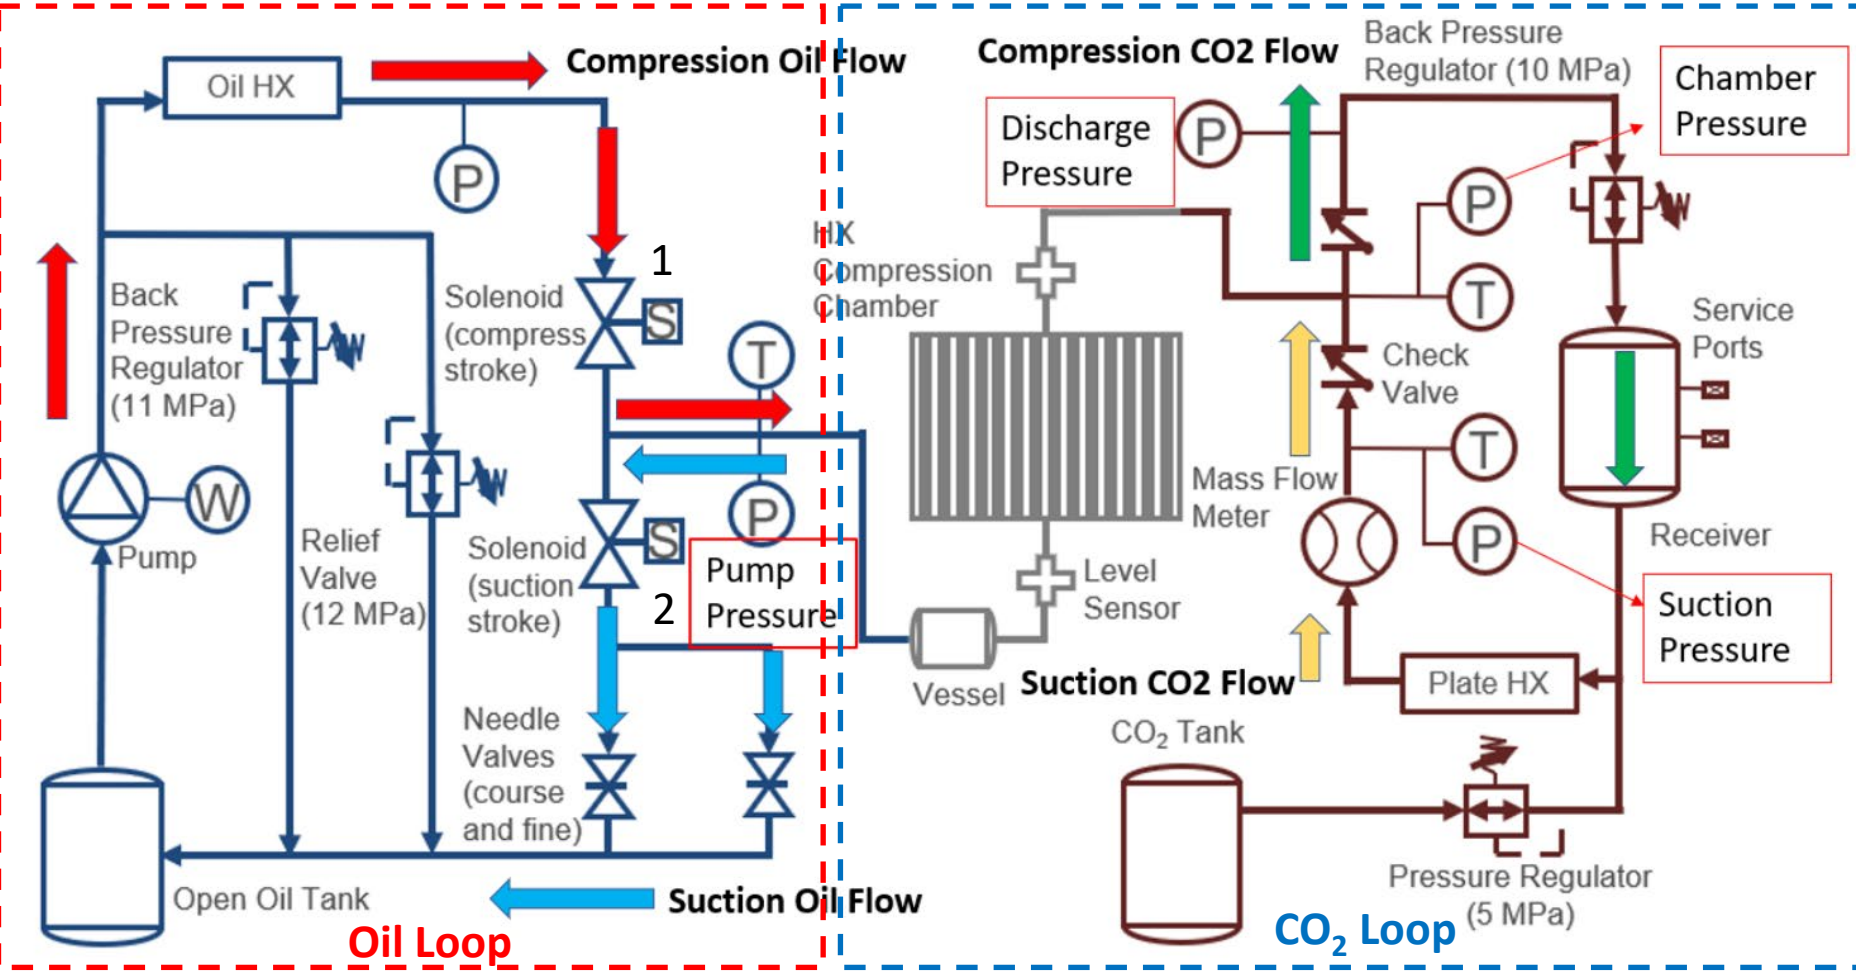 Compression Oil Flow
Oil HX
P
1
Back
Pressure
Regulator
(11 MPa)
Solenoid
(compress
stroke)
S
T
W
Pump
Relief
Valve
(12 MPa)
Solenoid
(suction
stroke)
S
P
2
Pump
Pressure
Needle
Valves
(course
and fine)
Open Oil Tank
Suction Oil Flow
Oil Loop
Compression CO2 Flow
Back Pressure
Regulator (10 MPa)
Chamber
Pressure
Discharge
Pressure
P
P
T
HX
Compression
Chamber
Service
Ports
Check
Valve
T
Mass Flow
Meter
P
Receiver
Level
Sensor
Suction
Pressure
Vessel
Suction CO2 Flow
Plate HX
CO₂ Tank
Pressure Regulator
(5 MPa)
CO₂ Loop